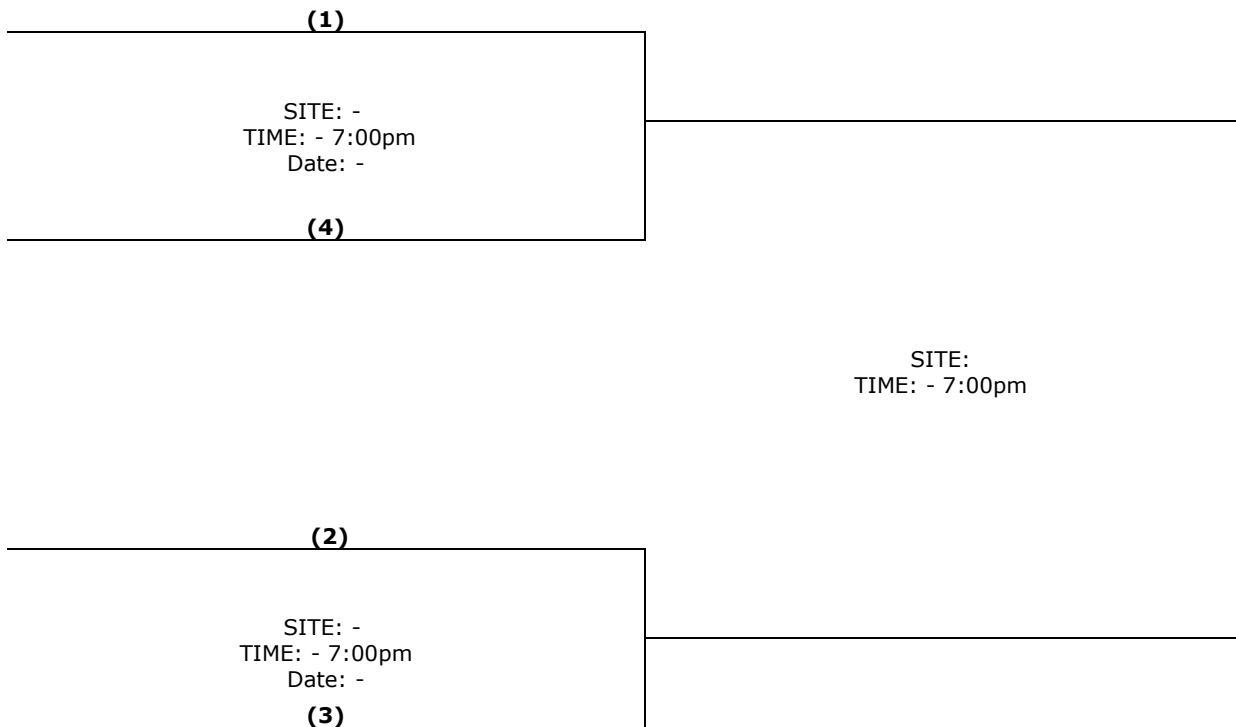 (1)
SITE: -
TIME: - 7:00pm
Date: -
(4)
SITE:
TIME: - 7:00pm
(2)
SITE: -
TIME: - 7:00pm
Date: -
(3)